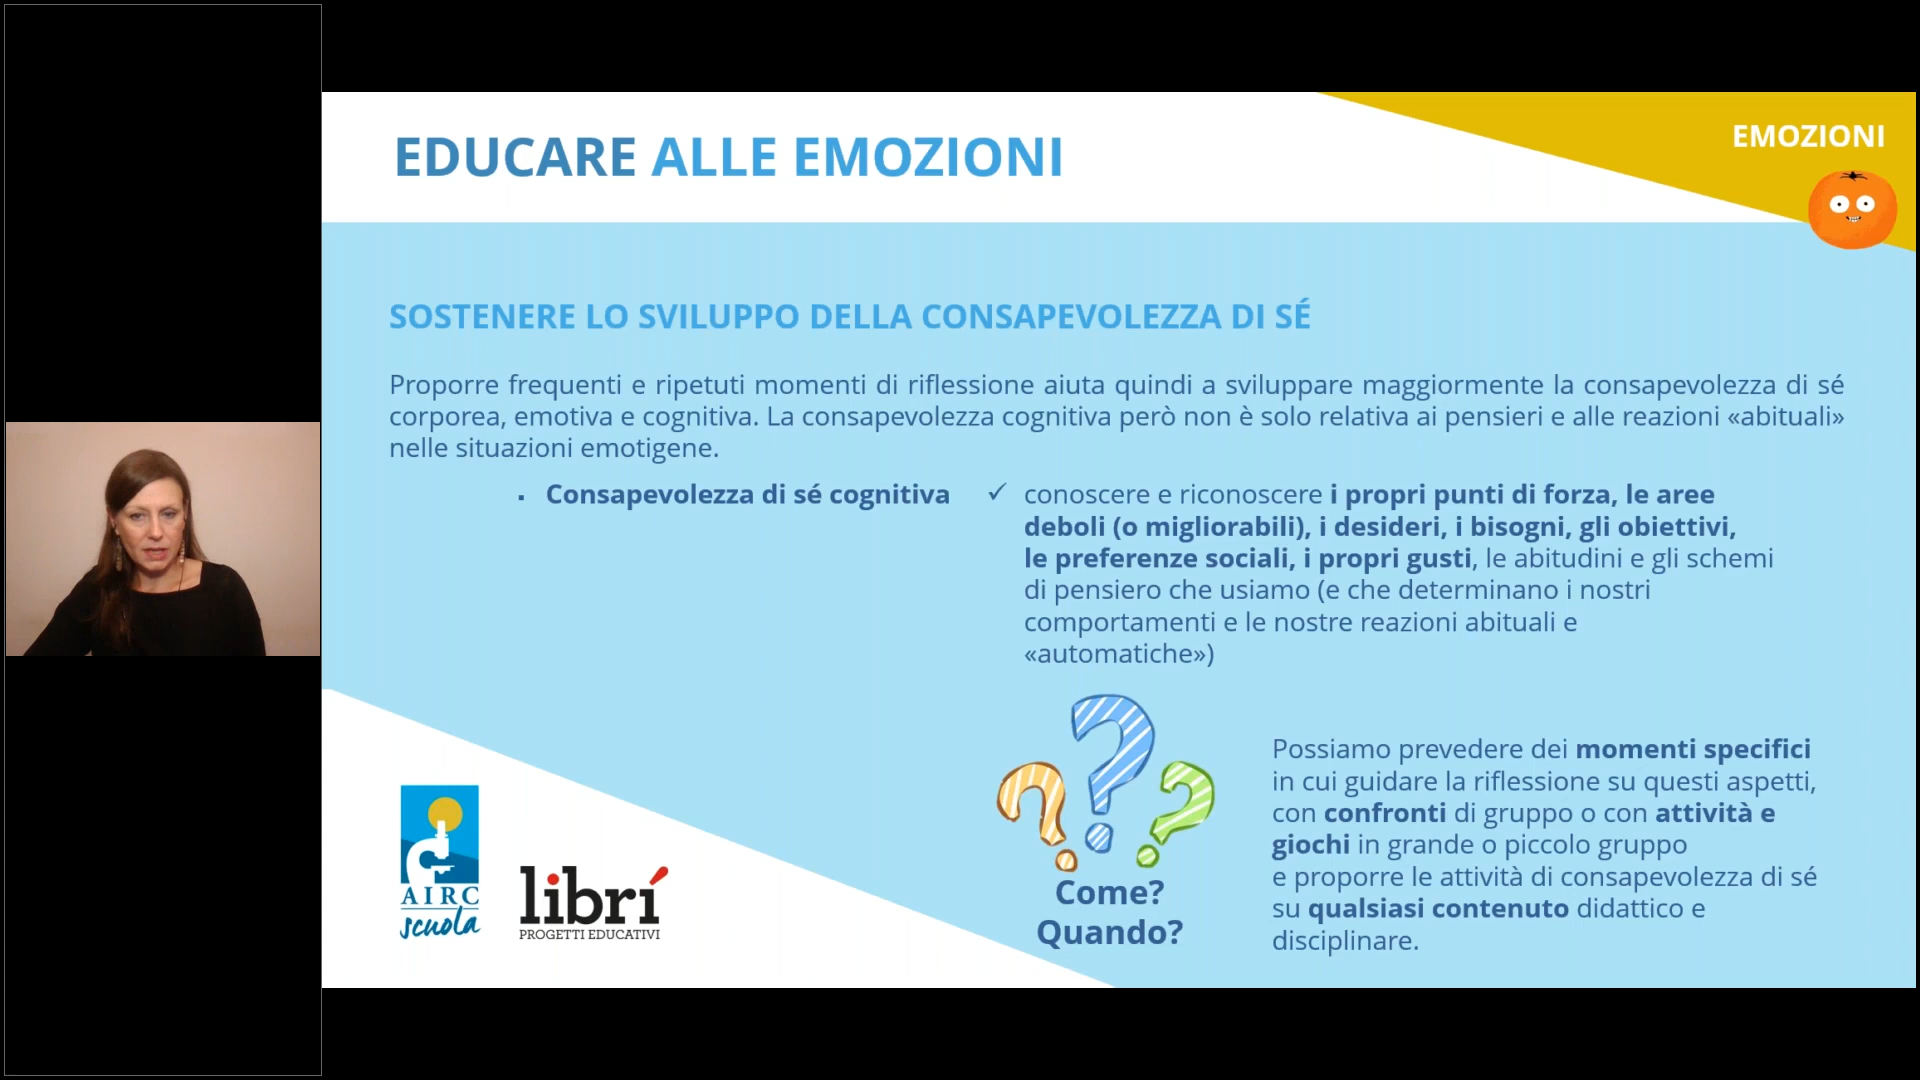 EDUCARE ALLE EMOZIONI
EMOZIONI
SOSTENERE LO SVILUPPO DELLA CONSAPEVOLEZZA DI SÉ
Proporre frequenti e ripetuti momenti di riflessione aiuta quindi a sviluppare maggiormente la consapevolezza di sé
corporea, emotiva e cognitiva. La consapevolezza cognitiva però non è solo relativa ai pensieri e alle reazioni «abituali»
nelle situazioni emotigene.
▪ Consapevolezza di sé cognitiva
✓ conoscere e riconoscere i propri punti di forza, le aree
deboli (o migliorabili), i desideri, i bisogni, gli obiettivi,
le preferenze sociali, i propri gusti, le abitudini e gli schemi
di pensiero che usiamo (e che determinano i nostri
comportamenti e le nostre reazioni abituali e
«automatiche»)
Come?
Quando?
Possiamo prevedere dei momenti specifici
in cui guidare la riflessione su questi aspetti,
con confronti di gruppo o con attività e
giochi in grande o piccolo gruppo
e proporre le attività di consapevolezza di sé
su qualsiasi contenuto didattico e
disciplinare.
AIRC
scuola
librí
PROGETTI EDUCATIVI